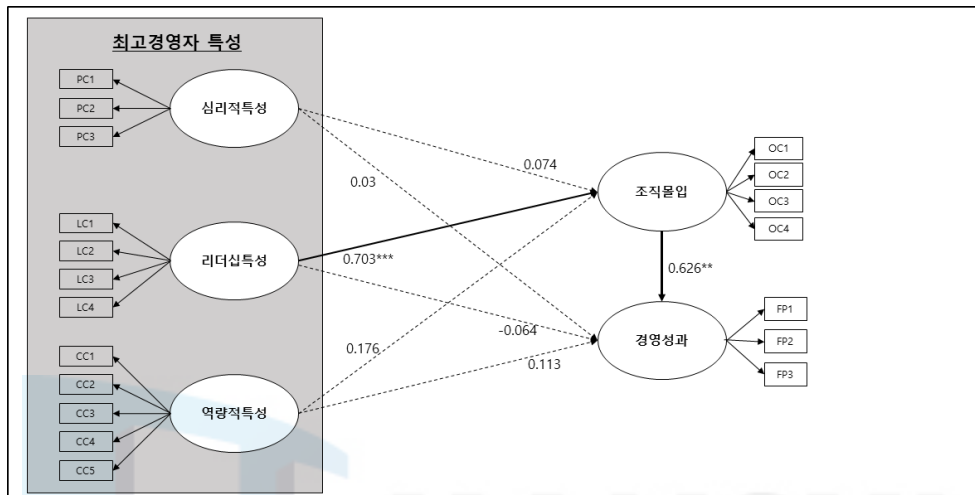 최고경영자 특성
PC1
PC2
PC3
심리적특성
LC1
LC2
LC3
LC4
리더십특성
CC1
CC2
CC3
CC4
CC5
역량적특성
0.074
0.03
0.703***
-0.064
0.176
0.113
조직몰입
OC1
OC2
OC3
OC4
0.626**
경영성과
FP1
FP2
FP3